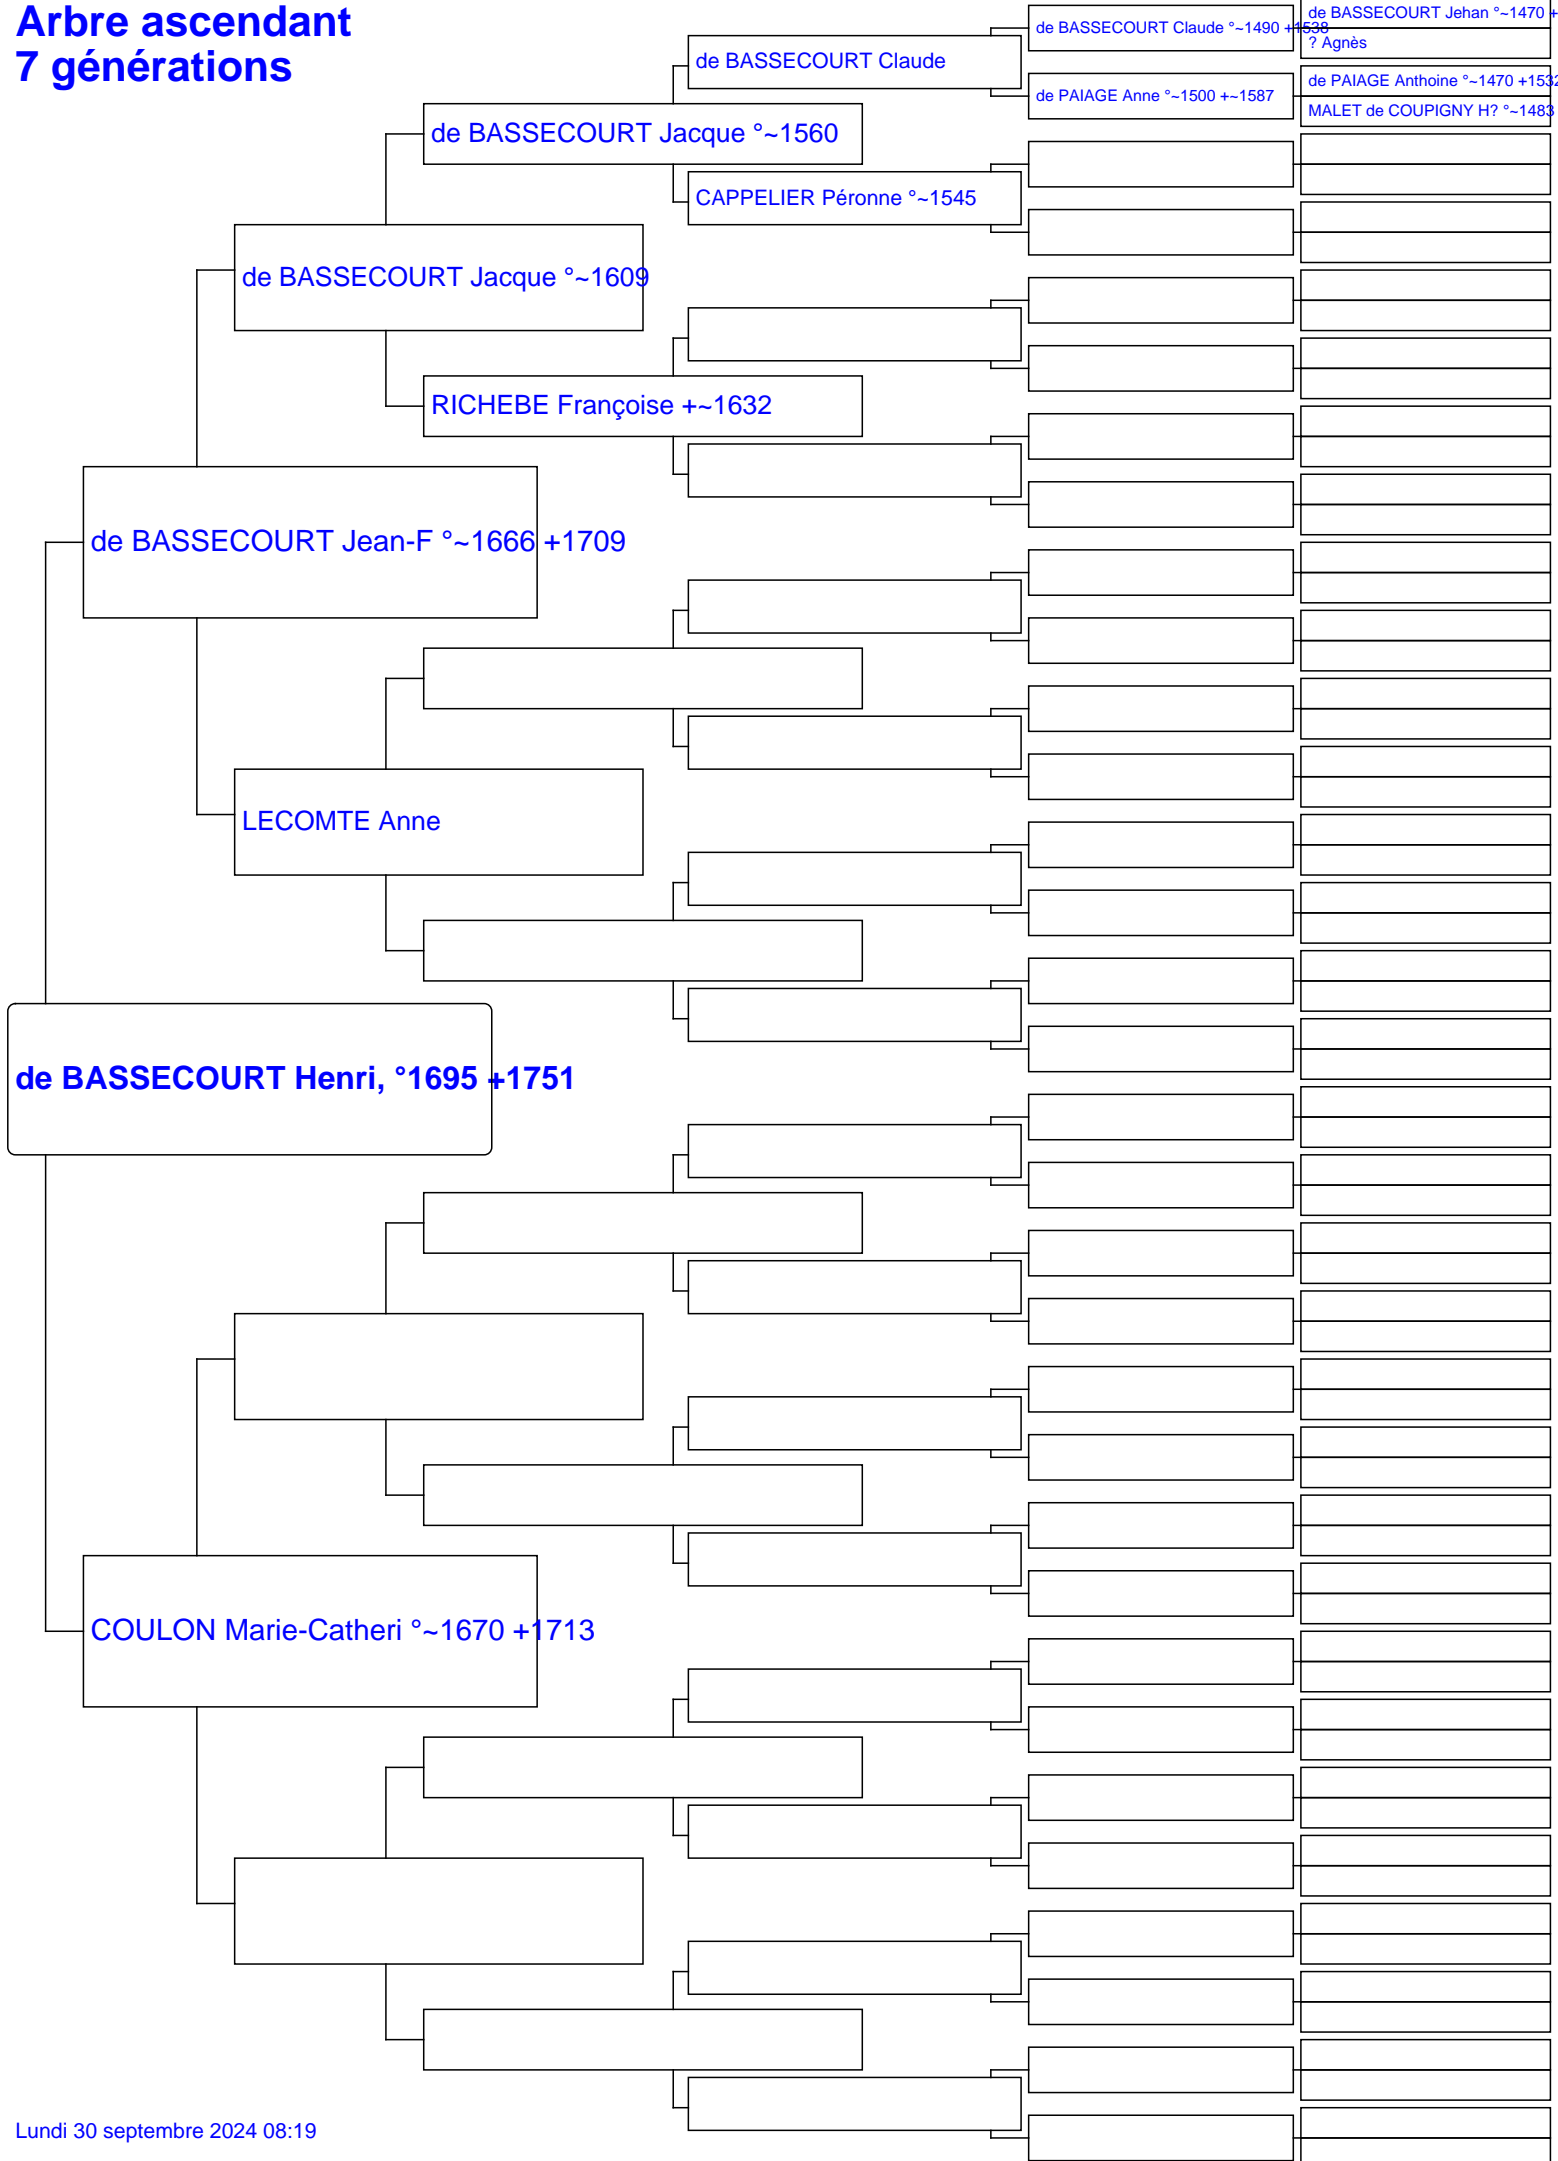 Arbre ascendant
7 générations
de BASSECOURT Jehan °~1470 +
de BASSECOURT Claude °~1490 +1538
? Agnès
de BASSECOURT Claude
de PAIAGE Anthoine °~1470 +1532
de PAIAGE Anne °~1500 +~1587
MALET de COUPIGNY H? °~1483
de BASSECOURT Jacque °~1560
CAPPELIER Péronne °~1545
de BASSECOURT Jacque °~1609
RICHEBE Françoise +~1632
de BASSECOURT Jean-F °~1666 +1709
LECOMTE Anne
de BASSECOURT Henri, °1695 +1751
COULON Marie-Catheri °~1670 +1713
Lundi 30 septembre 2024 08:19